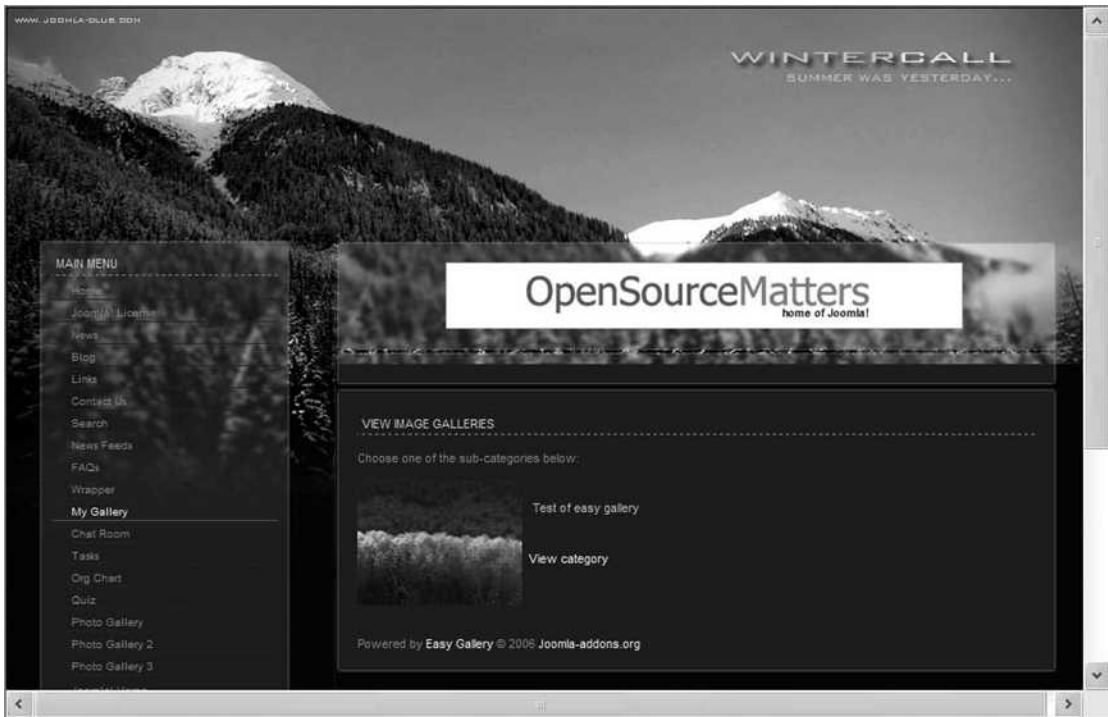 WWW.JOOMLA-CLUB.COM
WINTERCALL
SUMMER WAS YESTERDAY...
MAIN MENU
Home
Joomla! License
News
Blog
Links
Contact Us
Search
News Feeds
FAQs
Wrapper
My Gallery
Chat Room
Tasks
Org Chart
Quiz
Photo Gallery
Photo Gallery 2
Photo Gallery 3
OpenSourceMatters
home of Joomla!
VIEW IMAGE GALLERIES
Choose one of the sub-categories below:
Test of easy gallery
View category
Powered by Easy Gallery © 2006 Joomla-addons.org